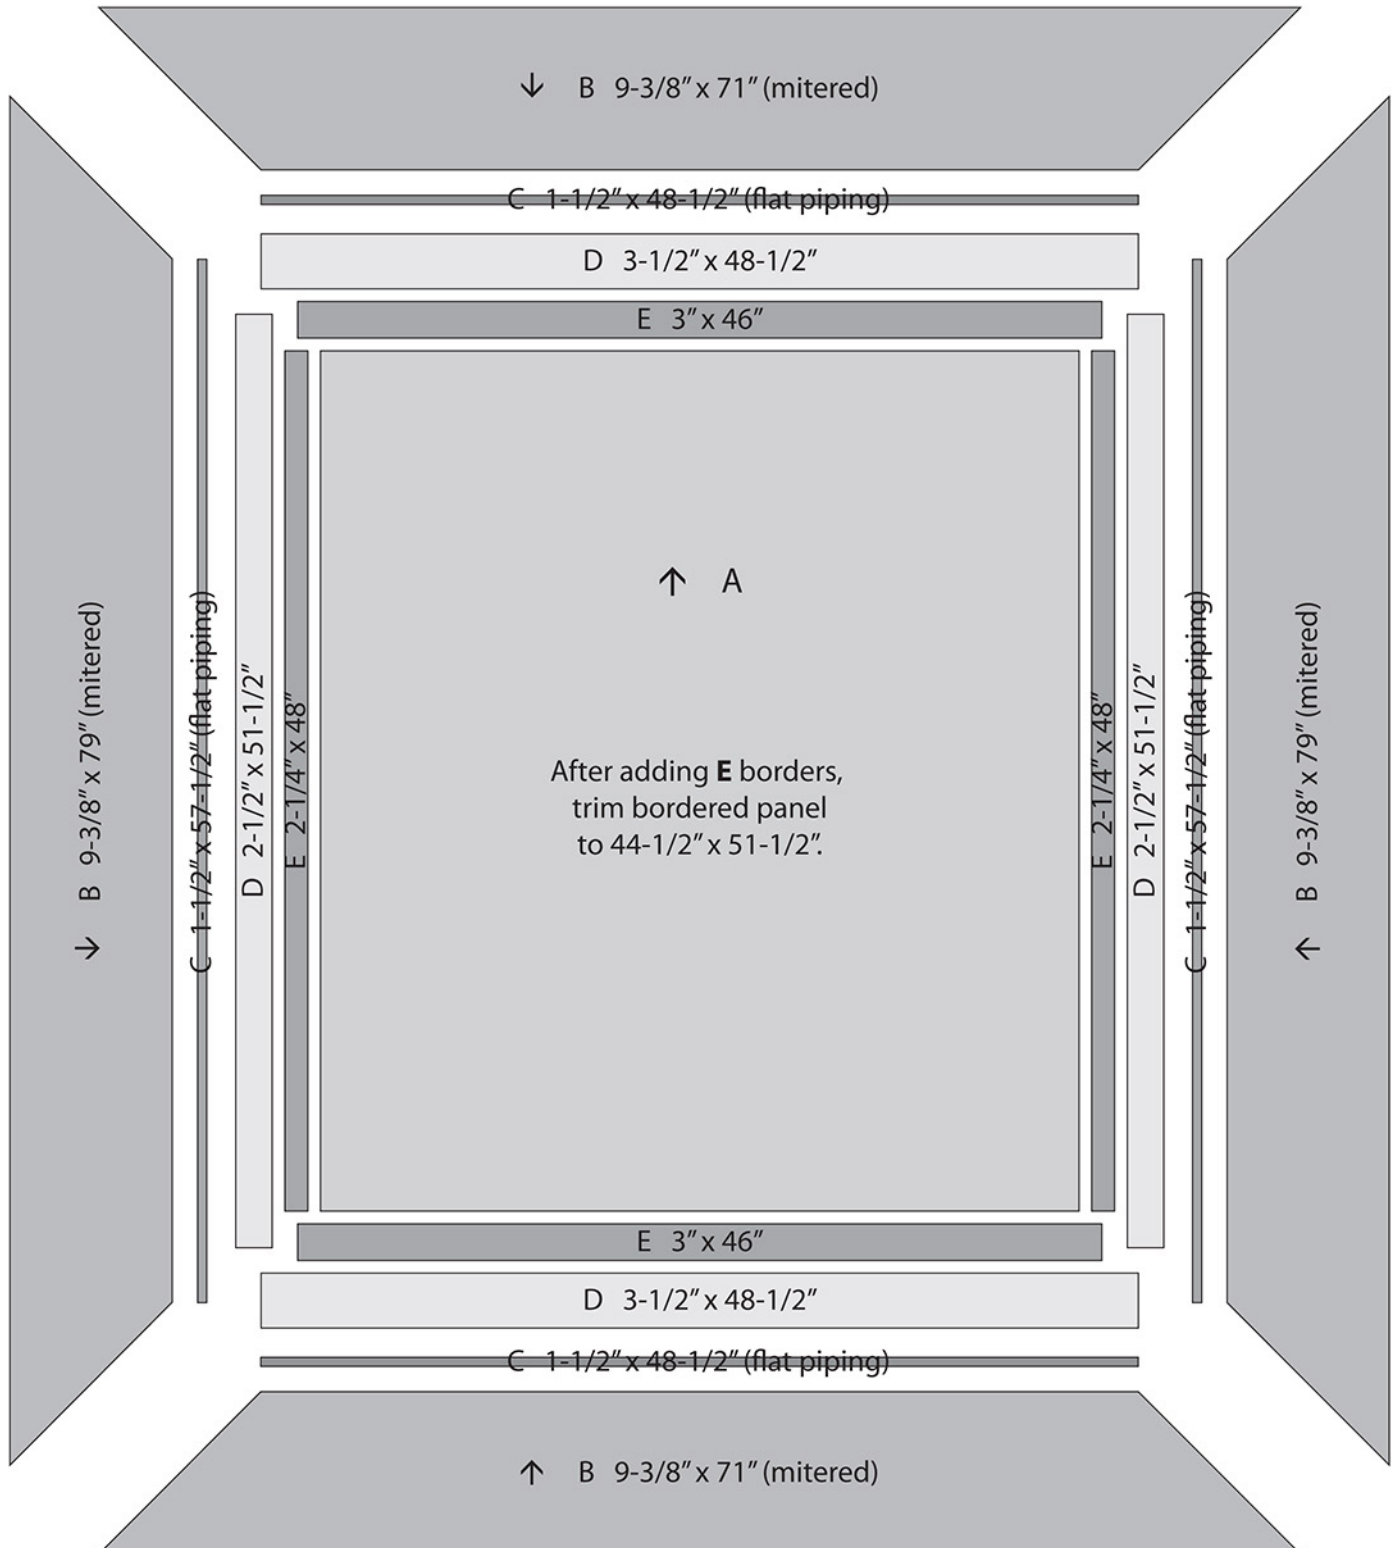 ↓ B 9-3/8" x 71" (mitered)
C 1-1/2" x 48-1/2" (flat piping)
D 3-1/2" x 48-1/2"
E 3" x 46"
↓ B 9-3/8" x 79" (mitered)
C 1-1/2" x 57-1/2" (flat piping)
D 2-1/2" x 51-1/2"
E 2-1/4" x 48"
↑ A
After adding E borders,
trim bordered panel
to 44-1/2" x 51-1/2".
E 2-1/4" x 48"
D 2-1/2" x 51-1/2"
C 1-1/2" x 57-1/2" (flat piping)
↑ B 9-3/8" x 79" (mitered)
E 3" x 46"
D 3-1/2" x 48-1/2"
C 1-1/2" x 48-1/2" (flat piping)
↑ B 9-3/8" x 71" (mitered)